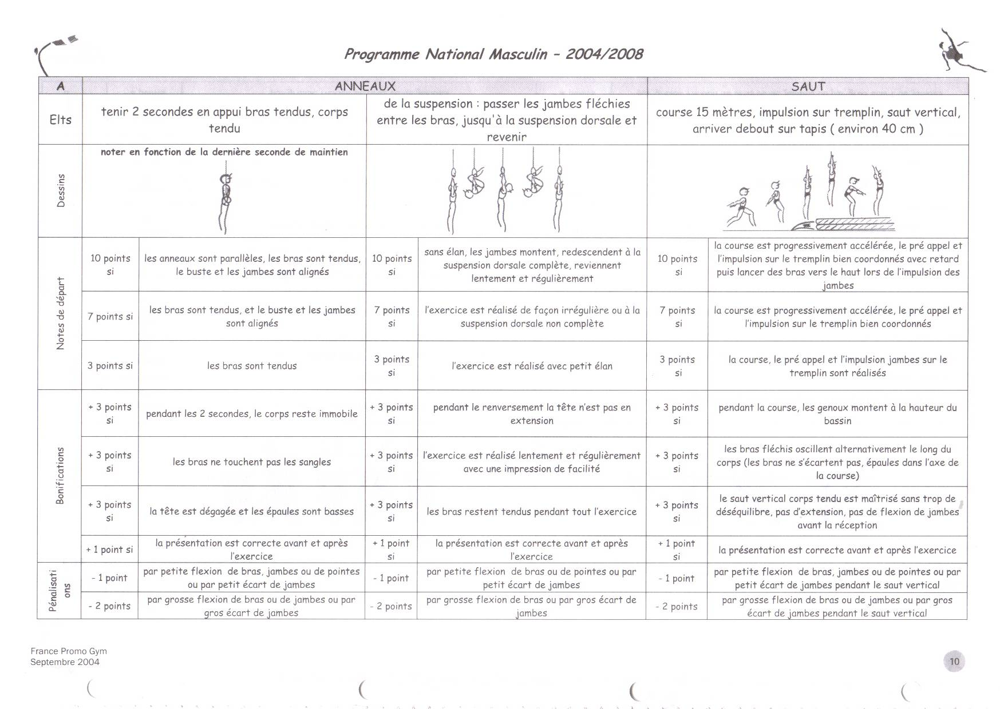 Programme National Masculin - 2004/2008
A
ANNEAUX
SAUT
Elts
tenir 2 secondes en appui bras tendus, corps
tendu
de la suspension : passer les jambes fléchies
entre les bras, jusqu'à la suspension dorsale et
revenir
course 15 mètres, impulsion sur tremplin, saut vertical,
arriver debout sur tapis ( environ 40 cm )
Dessins
noter en fonction de la dernière seconde de maintien
Notes de départ
10 points
si
les anneaux sont parallèles, les bras sont tendus,
le buste et les jambes sont alignés
10 points
si
sans élan, les jambes montent, redescendent à la
suspension dorsale complète, reviennent
lentement et régulièrement
10 points
si
la course est progressivement accélérée, le pré appel et
l'impulsion sur le tremplin bien coordonnés avec retard
puis lancer des bras vers le haut lors de l'impulsion des
jambes
7 points si
les bras sont tendus, et le buste et les jambes
sont alignés
7 points
si
l'exercice est réalisé de façon irrégulière ou à la
suspension dorsale non complète
7 points
si
la course est progressivement accélérée, le pré appel et
l'impulsion sur le tremplin bien coordonnés
3 points si
les bras sont tendus
3 points
si
l'exercice est réalisé avec petit élan
3 points
si
la course, le pré appel et l'impulsion jambes sur le
tremplin sont réalisés
Bonifications
+ 3 points
si
pendant les 2 secondes, le corps reste immobile
+ 3 points
si
pendant le renversement la tête n'est pas en
extension
+ 3 points
si
pendant la course, les genoux montent à la hauteur du
bassin
+ 3 points
si
les bras ne touchent pas les sangles
+ 3 points
si
l'exercice est réalisé lentement et régulièrement
avec une impression de facilité
+ 3 points
si
les bras fléchis oscillent alternativement le long du
corps (les bras ne s'écartent pas, épaules dans l'axe de
la course)
+ 3 points
si
la tête est dégagée et les épaules sont basses
+ 3 points
si
les bras restent tendus pendant tout l'exercice
+ 3 points
si
le saut vertical corps tendu est maîtrisé sans trop de
déséquilibre, pas d'extension, pas de flexion de jambes
avant la réception
+ 1 point si
la présentation est correcte avant et après
l'exercice
+ 1 point
si
la présentation est correcte avant et après
l'exercice
+ 1 point
si
la présentation est correcte avant et après l'exercice
Pénalisati
ons
- 1 point
par petite flexion de bras, jambes ou de pointes
ou par petit écart de jambes
- 1 point
par petite flexion de bras ou de pointes ou par
petit écart de jambes
- 1 point
par petite flexion de bras, jambes ou de pointes ou par
petit écart de jambes pendant le saut vertical
- 2 points
par grosse flexion de bras ou de jambes ou par
gros écart de jambes
- 2 points
par grosse flexion de bras ou par gros écart de
jambes
- 2 points
par grosse flexion de bras ou de jambes ou par gros
écart de jambes pendant le saut vertical
France Promo Gym
Septembre 2004
10